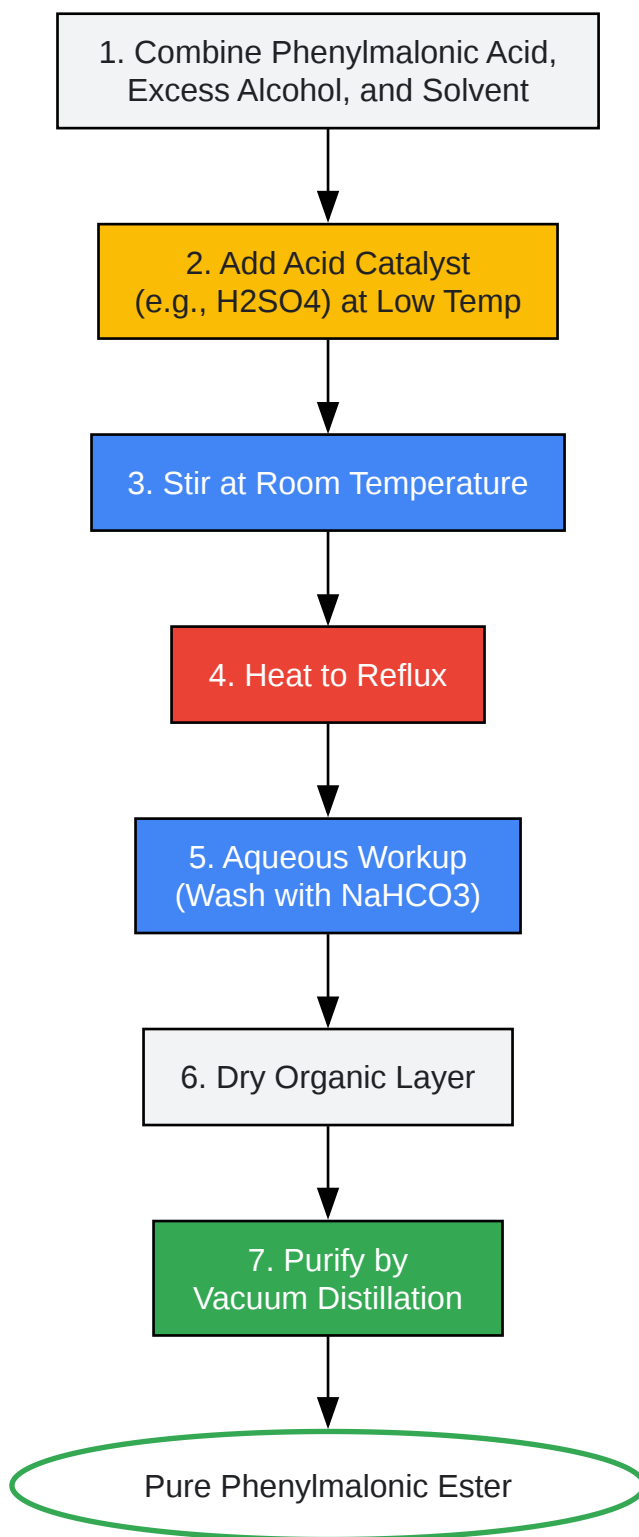 1. Combine Phenylmalonic Acid,
Excess Alcohol, and Solvent
2. Add Acid Catalyst
(e.g., H2SO4) at Low Temp
3. Stir at Room Temperature
4. Heat to Reflux
5. Aqueous Workup
(Wash with NaHCO3)
6. Dry Organic Layer
7. Purify by
Vacuum Distillation
Pure Phenylmalonic Ester